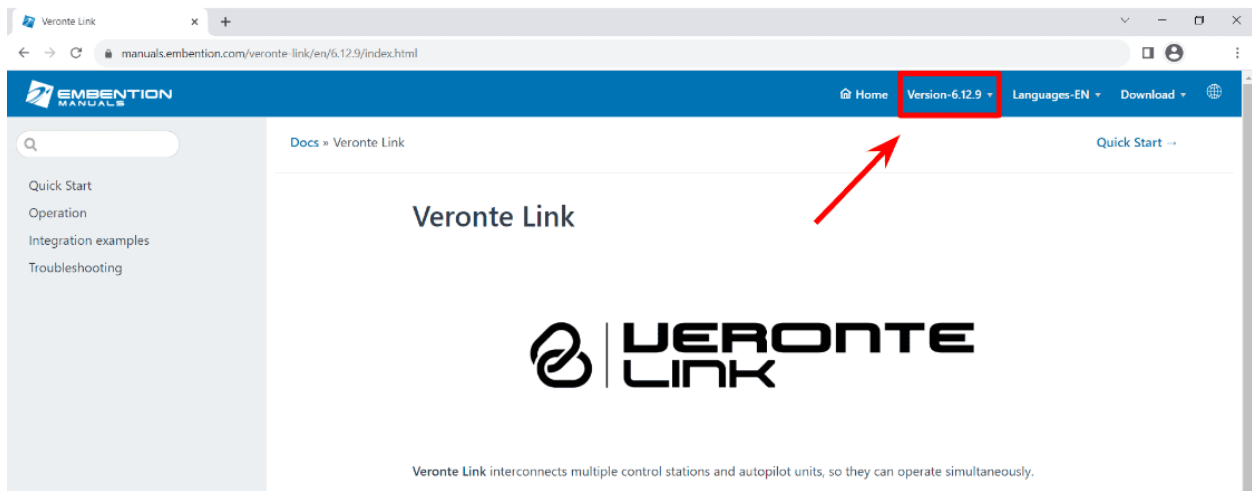 Veronte Link
manuals.embention.com/veronte-link/en/6.12.9/index.html
EMBENTION
MANUALS
Home Version-6.12.9 Languages-EN Download
Docs » Veronte Link
Quick Start →
Quick Start
Operation
Integration examples
Troubleshooting
Veronte Link
VERONTE
LINK
Veronte Link interconnects multiple control stations and autopilot units, so they can operate simultaneously.